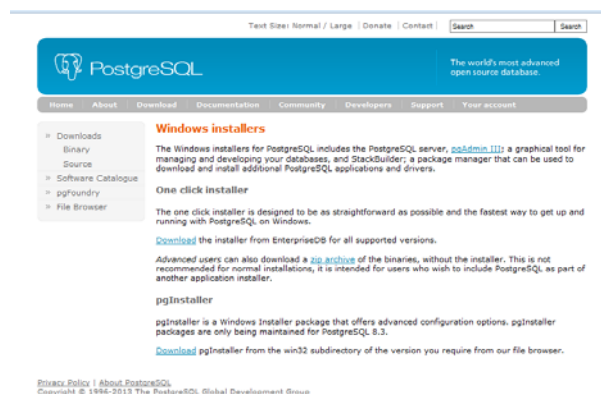 Text Size: Normal / Large | Donate | Contact | Search Search
PostgreSQL
The world's most advanced
open source database.
Home About Download Documentation Community Developers Support Your account
» Downloads
Binary
Source
» Software Catalogue
» pgFoundry
» File Browser
Windows installers
The Windows installers for PostgreSQL includes the PostgreSQL server, pgAdmin III; a graphical tool for
managing and developing your databases, and StackBuilder; a package manager that can be used to
download and install additional PostgreSQL applications and drivers.
One click installer
The one click installer is designed to be as straightforward as possible and the fastest way to get up and
running with PostgreSQL on Windows.
Download the installer from EnterpriseDB for all supported versions.
Advanced users can also download a zip archive of the binaries, without the installer. This is not
recommended for normal installations, it is intended for users who wish to include PostgreSQL as part of
another application installer.
pgInstaller
pgInstaller is a Windows Installer package that offers advanced configuration options. pgInstaller
packages are only being maintained for PostgreSQL 8.3.
Download pgInstaller from the win32 subdirectory of the version you require from our file browser.
Privacy Policy | About PostgreSQL
Copyright © 1996-2013 The PostgreSQL Global Development Group